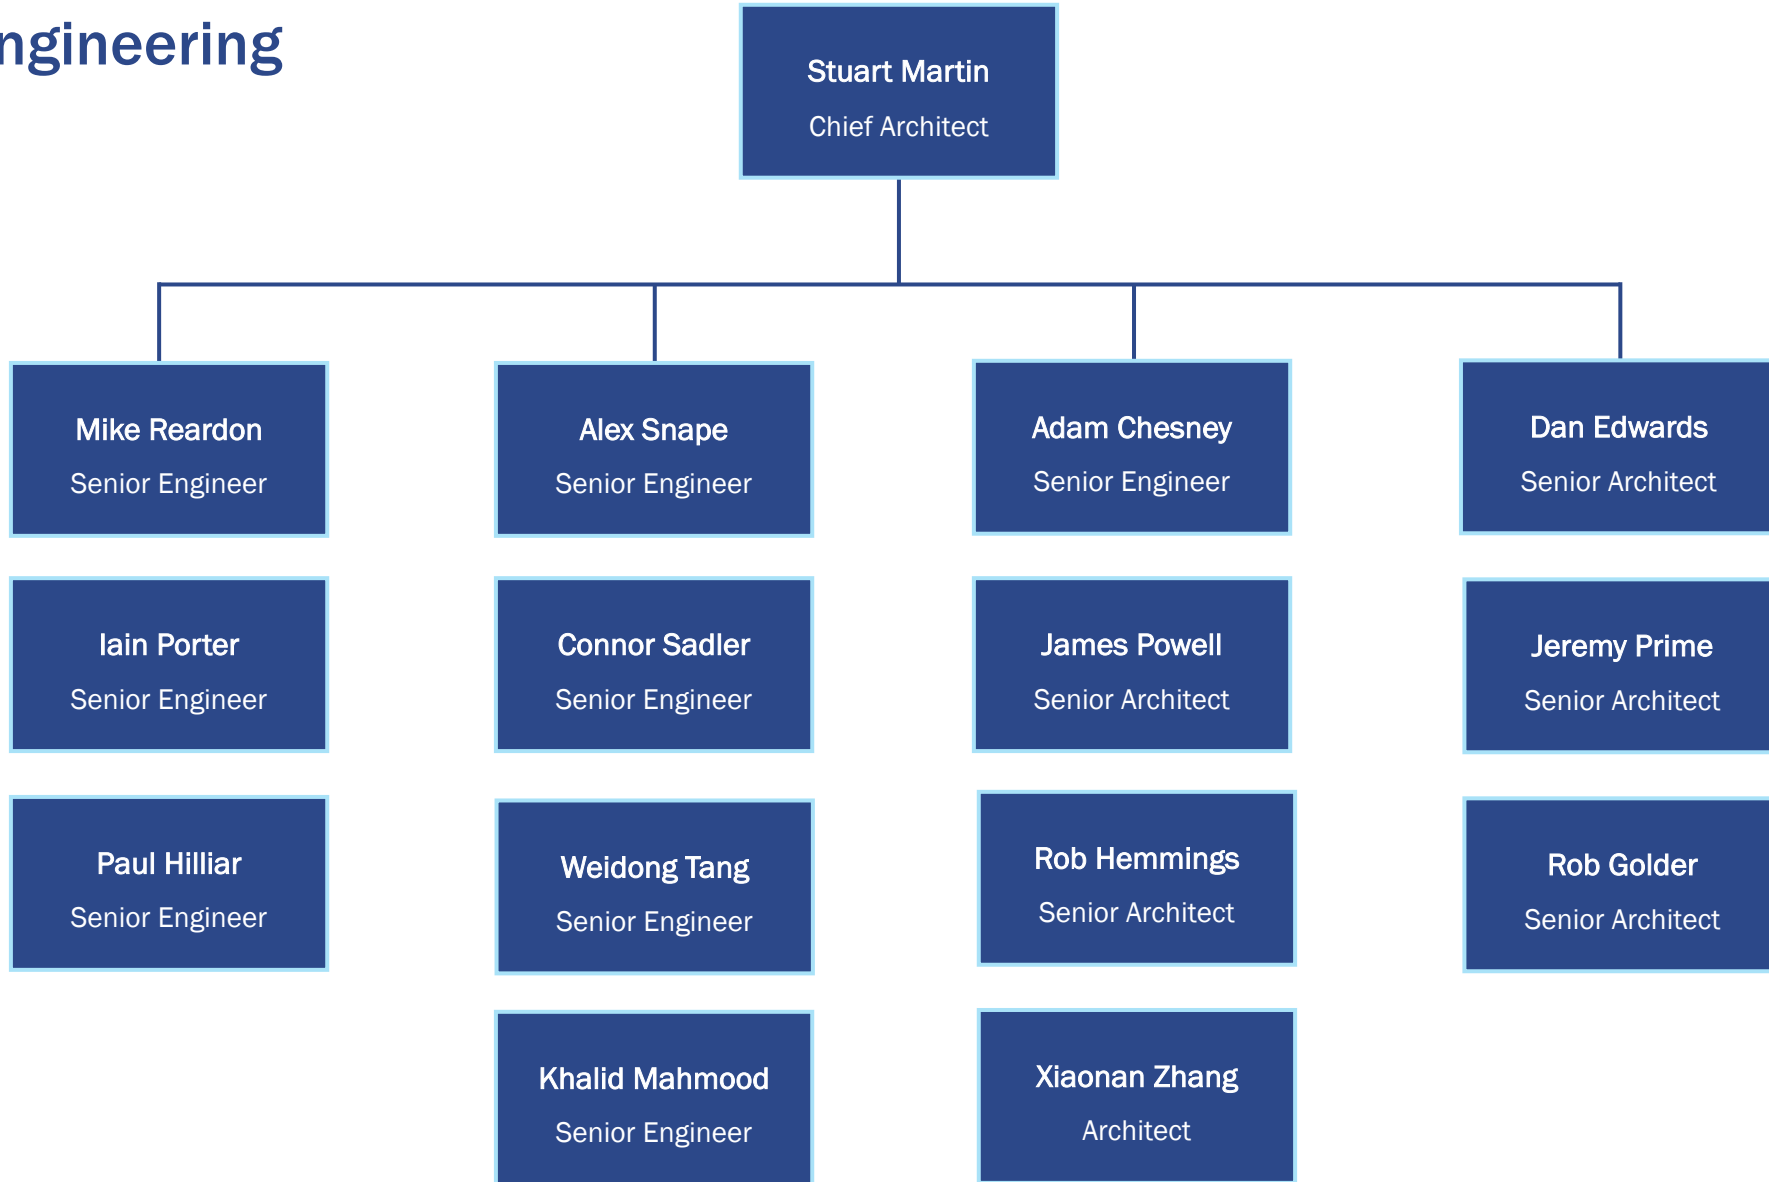 ngineering
Stuart Martin
Chief Architect
Mike Reardon
Senior Engineer
Alex Snape
Senior Engineer
Adam Chesney
Senior Engineer
Dan Edwards
Senior Architect
Iain Porter
Senior Engineer
Connor Sadler
Senior Engineer
James Powell
Senior Architect
Jeremy Prime
Senior Architect
Paul Hilliar
Senior Engineer
Weidong Tang
Senior Engineer
Rob Hemmings
Senior Architect
Rob Golder
Senior Architect
Khalid Mahmood
Senior Engineer
Xiaonan Zhang
Architect